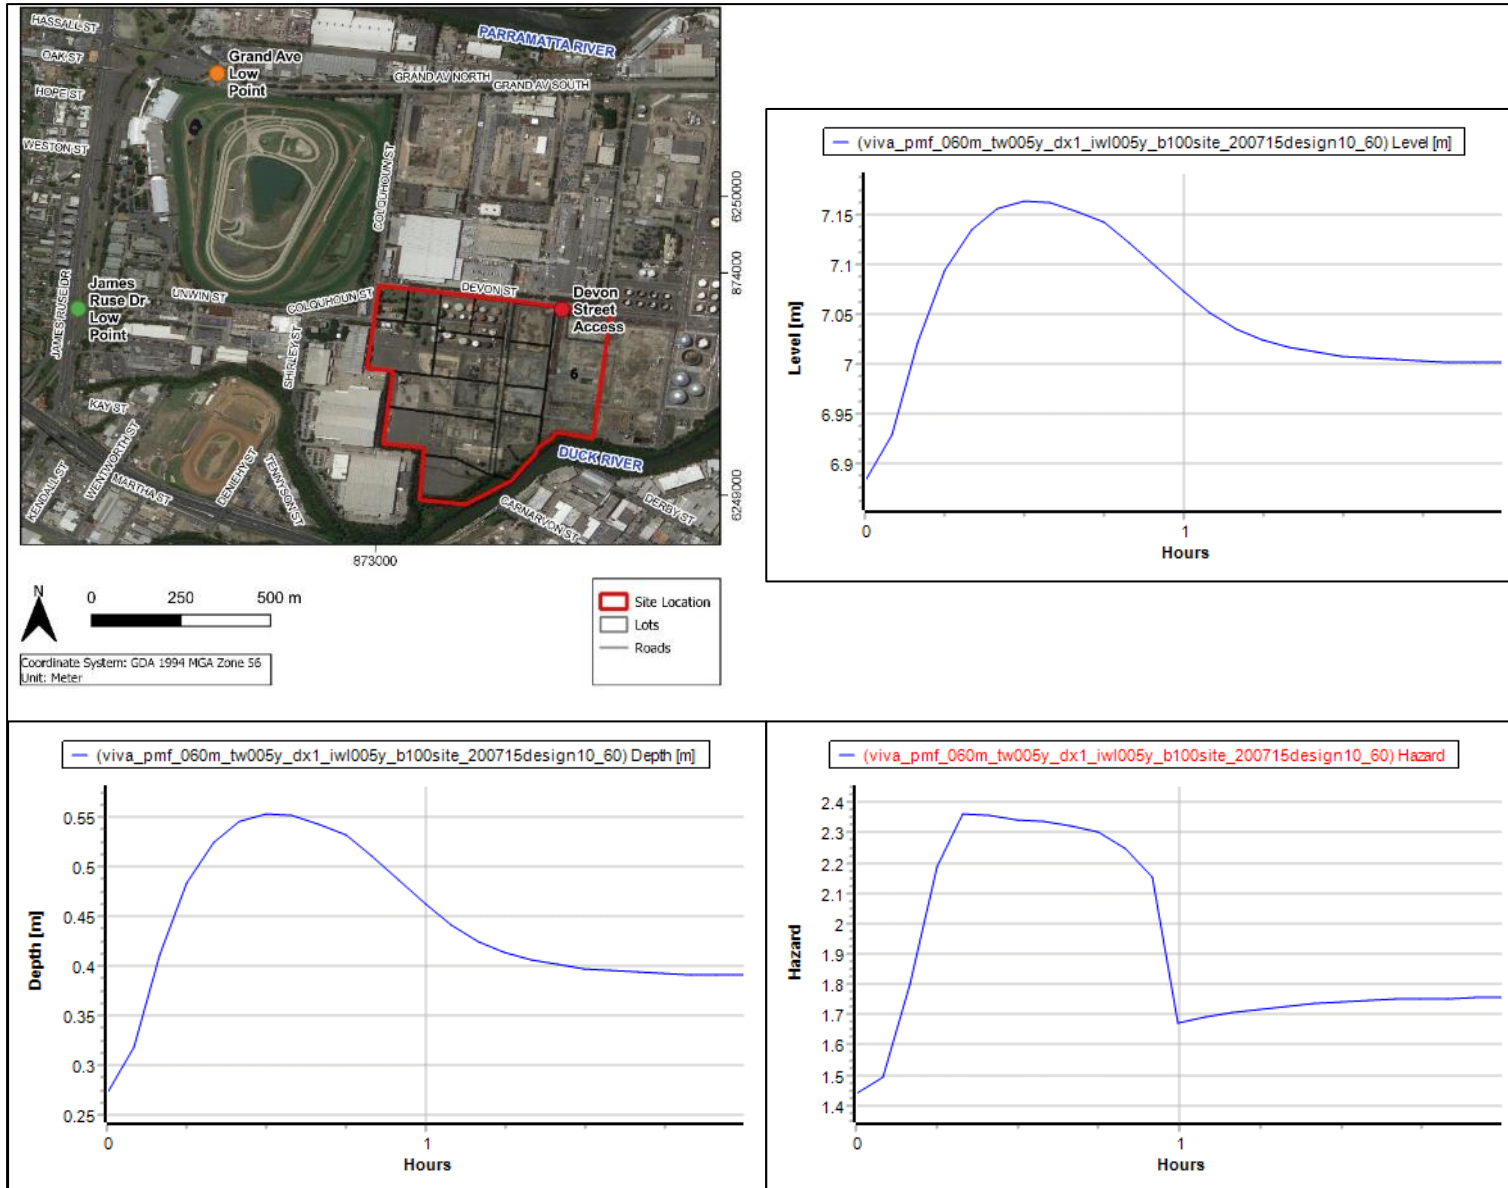 HASSALL ST
OAK ST
HOPE ST
WESTON ST
Grand Ave
Low
Point
PARRAMATTA RIVER
GRAND AV NORTH
GRAND AV SOUTH
COLQUHOUN ST
6250000
874000
JAMES RUSE DR
James
Ruse Dr
Low
Point
UNWIN ST
COLQUHOUN ST
DEVON ST
Devon
Street
Access
SHIRLEY ST
6
KAY ST
WENTWORTH ST
KENDALL ST
MARTHA ST
DENIEHY ST
TENNYSON ST
DUCK RIVER
CARNARVON ST
DERBY ST
6249000
873000
N
0 250 500 m
Coordinate System: GDA 1994 MGA Zone 56
Unit: Meter
Site Location
Lots
Roads
(viva_pmf_060m_tw005y_dx1_iwl005y_b100site_200715design10_60) Level [m]
Level [m]
7.15
7.1
7.05
7
6.95
6.9
0 1
Hours
(viva_pmf_060m_tw005y_dx1_iwl005y_b100site_200715design10_60) Depth [m]
Depth [m]
0.55
0.5
0.45
0.4
0.35
0.3
0.25
0 1
Hours
(viva_pmf_060m_tw005y_dx1_iwl005y_b100site_200715design10_60) Hazard
Hazard
2.4
2.3
2.2
2.1
2
1.9
1.8
1.7
1.6
1.5
1.4
0 1
Hours